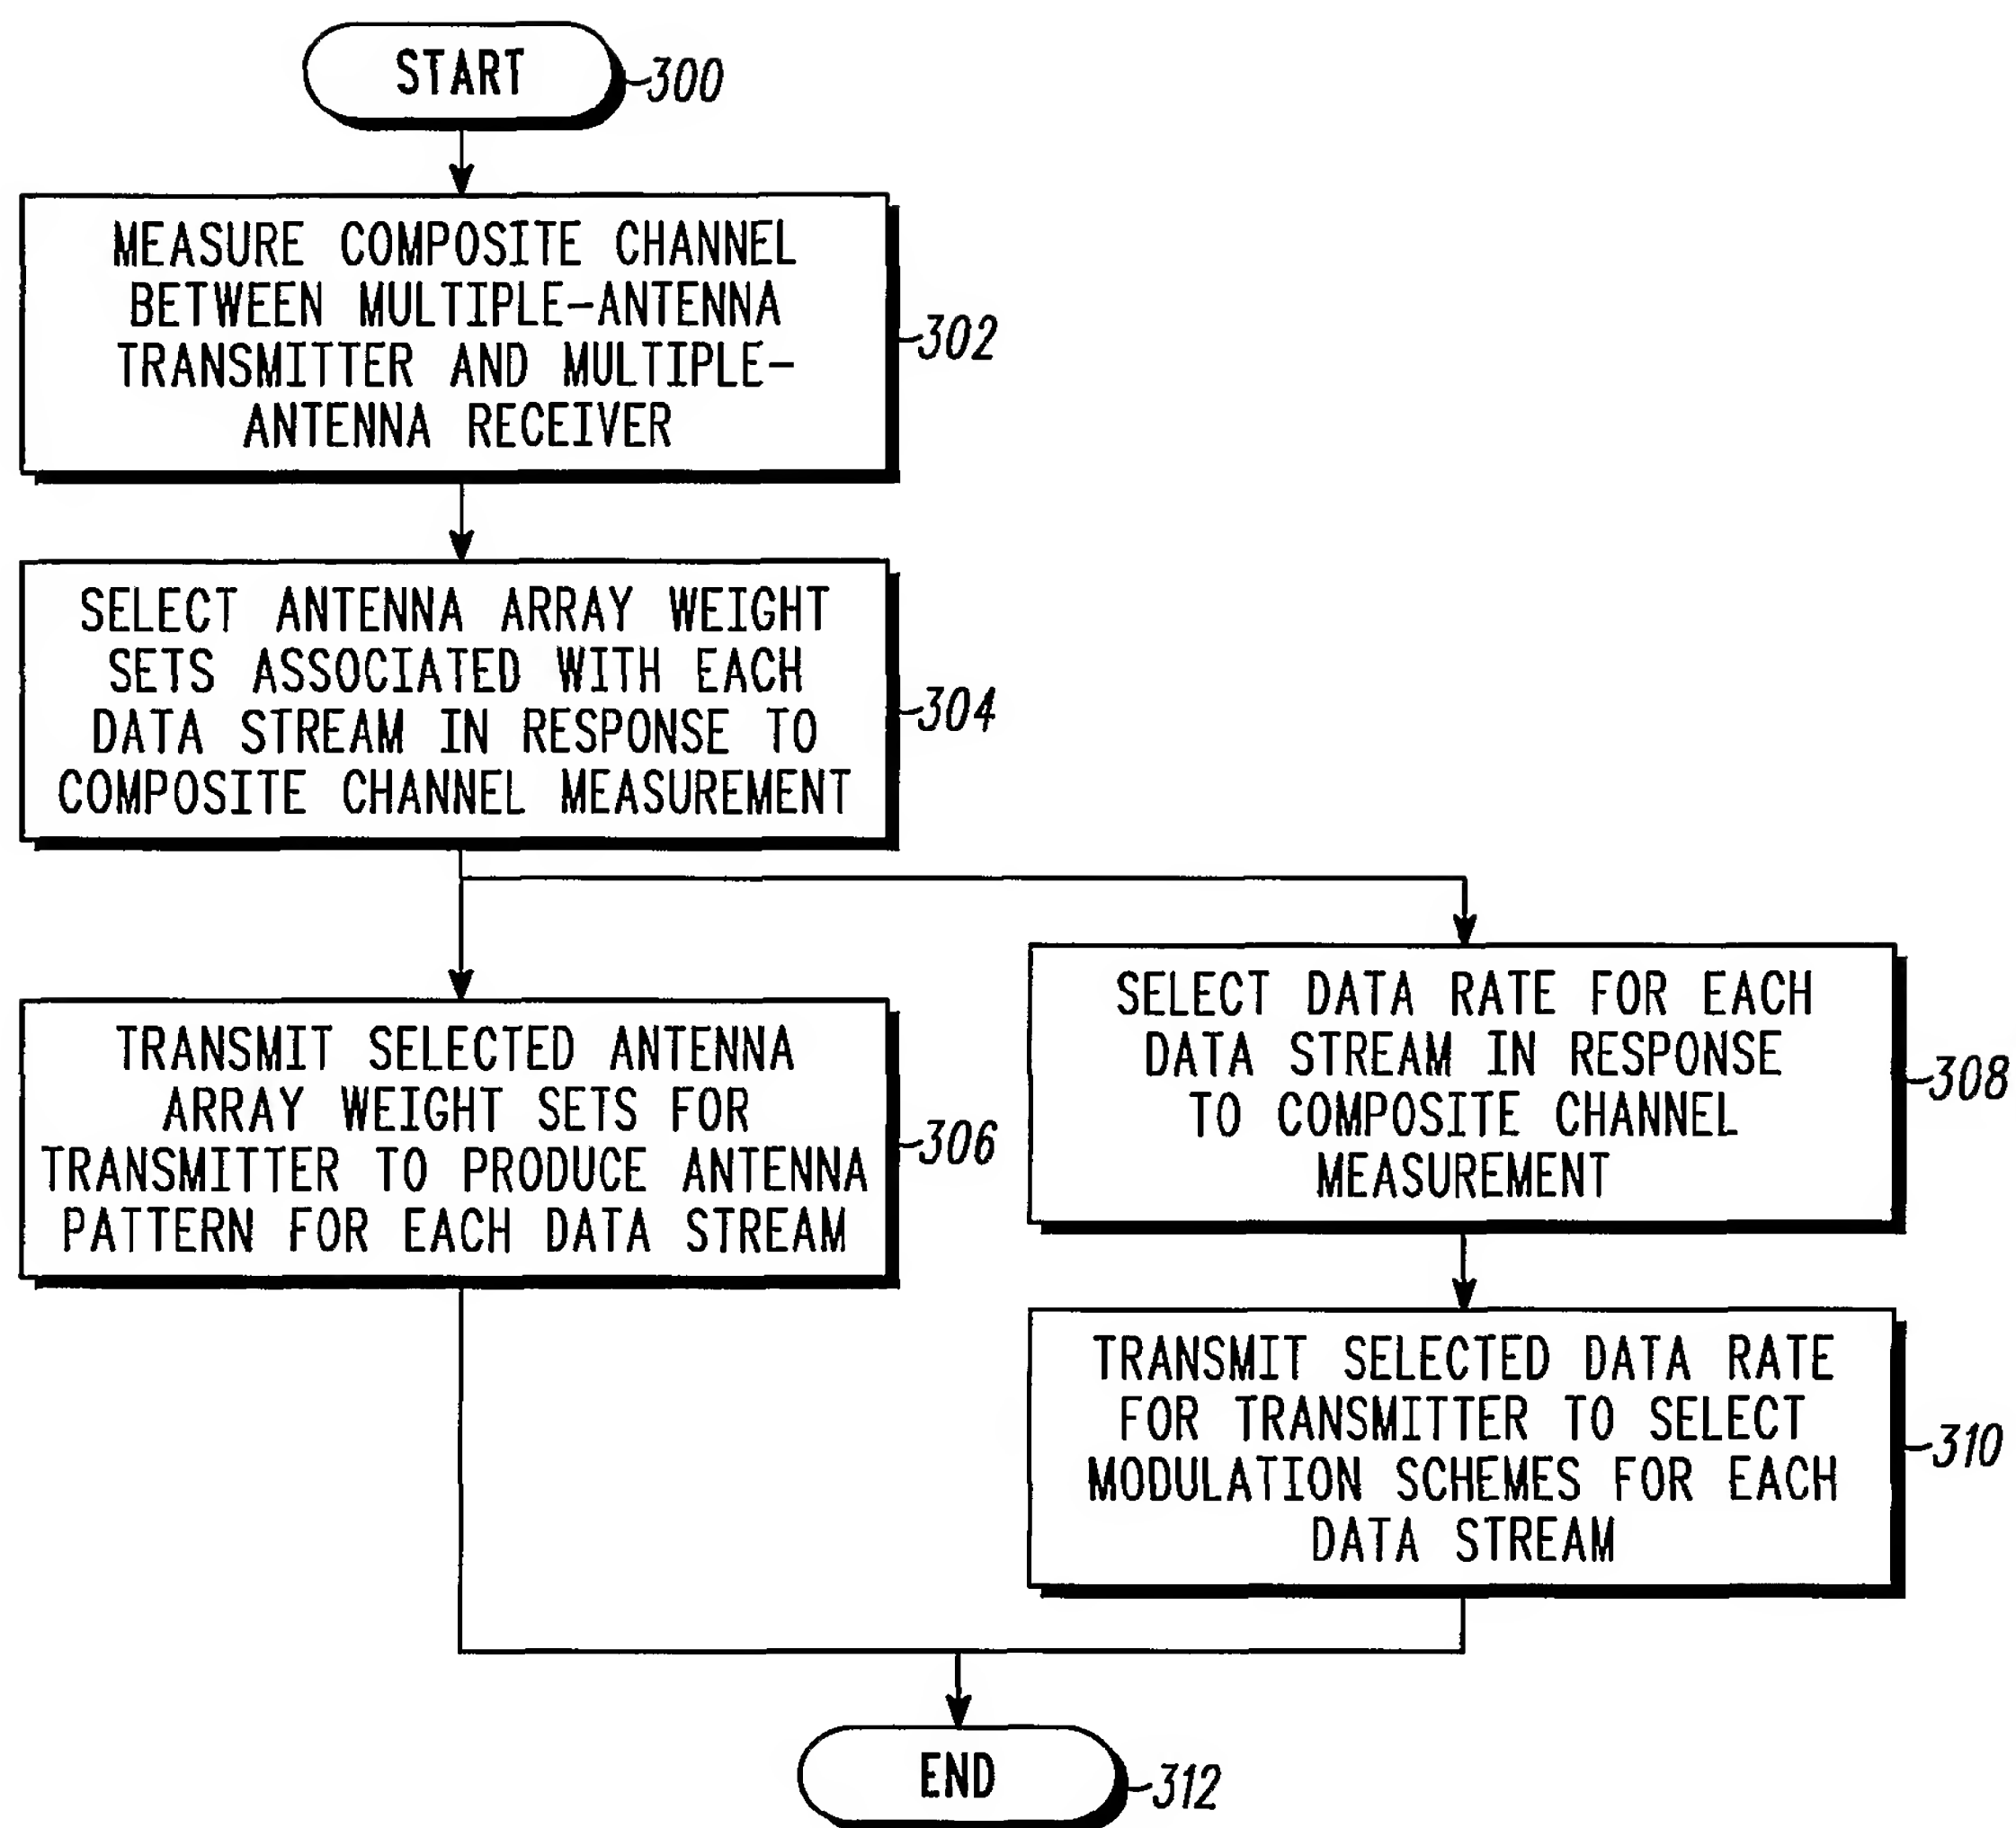 START
300
MEASURE COMPOSITE CHANNEL
BETWEEN MULTIPLE-ANTENNA
TRANSMITTER AND MULTIPLE-
ANTENNA RECEIVER
302
SELECT ANTENNA ARRAY WEIGHT
SETS ASSOCIATED WITH EACH
DATA STREAM IN RESPONSE TO
COMPOSITE CHANNEL MEASUREMENT
304
TRANSMIT SELECTED ANTENNA
ARRAY WEIGHT SETS FOR
TRANSMITTER TO PRODUCE ANTENNA
PATTERN FOR EACH DATA STREAM
306
SELECT DATA RATE FOR EACH
DATA STREAM IN RESPONSE
TO COMPOSITE CHANNEL
MEASUREMENT
308
TRANSMIT SELECTED DATA RATE
FOR TRANSMITTER TO SELECT
MODULATION SCHEMES FOR EACH
DATA STREAM
310
END
312